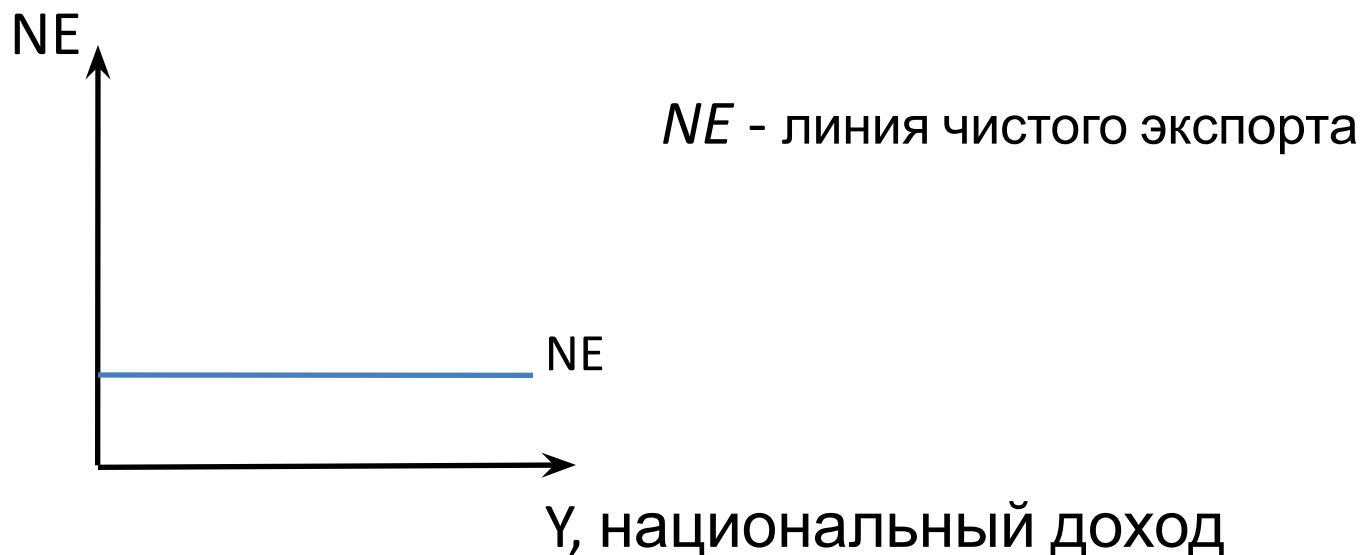 NE
NE - линия чистого экспорта
NE
Y, национальный доход